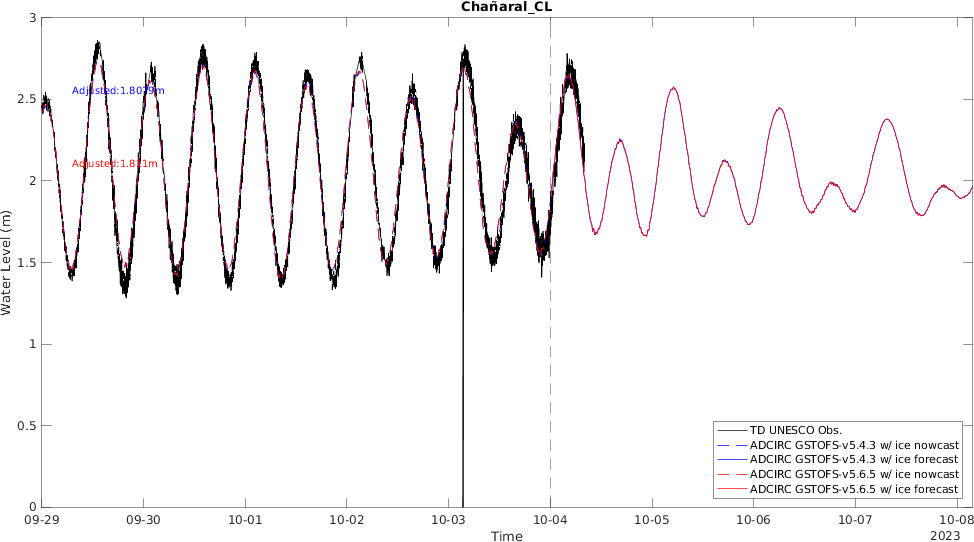 Chañaral_CL
3
2.5
2
1.5
1
0.5
0
Water Level (m)
Adjusted:1.8079m
Adjusted:1.821m
TD UNESCO Obs.
ADCIRC GSTOFS-v5.4.3 w/ ice nowcast
ADCIRC GSTOFS-v5.4.3 w/ ice forecast
ADCIRC GSTOFS-v5.6.5 w/ ice nowcast
ADCIRC GSTOFS-v5.6.5 w/ ice forecast
09-29 09-30 10-01 10-02 10-03 10-04 10-05 10-06 10-07 10-08
Time
2023